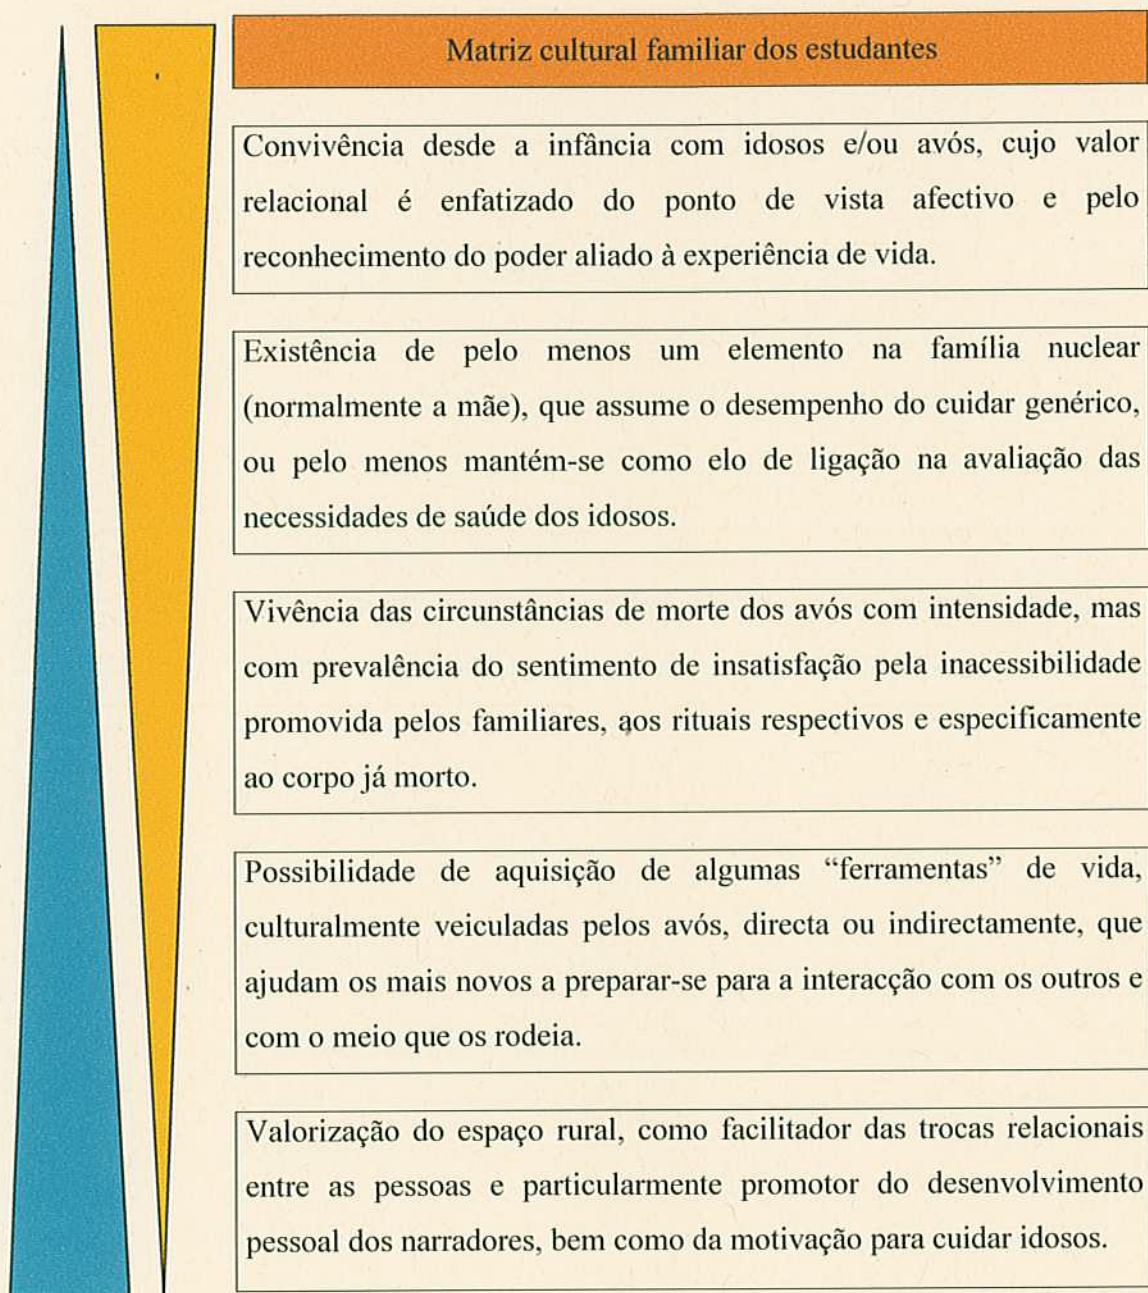 Matriz cultural familiar dos estudantes
Convivência desde a infância com idosos e/ou avós, cujo valor
relacional é enfatizado do ponto de vista afectivo e pelo
reconhecimento do poder aliado à experiência de vida.
Existência de pelo menos um elemento na família nuclear
(normalmente a mãe), que assume o desempenho do cuidar genérico,
ou pelo menos mantém-se como elo de ligação na avaliação das
necessidades de saúde dos idosos.
Vivência das circunstâncias de morte dos avós com intensidade, mas
com prevalência do sentimento de insatisfação pela inacessibilidade
promovida pelos familiares, aos rituais respectivos e especificamente
ao corpo já morto.
Possibilidade de aquisição de algumas “ferramentas” de vida,
culturalmente veiculadas pelos avós, directa ou indirectamente, que
ajudam os mais novos a preparar-se para a interacção com os outros e
com o meio que os rodeia.
Valorização do espaço rural, como facilitador das trocas relacionais
entre as pessoas e particularmente promotor do desenvolvimento
pessoal dos narradores, bem como da motivação para cuidar idosos.